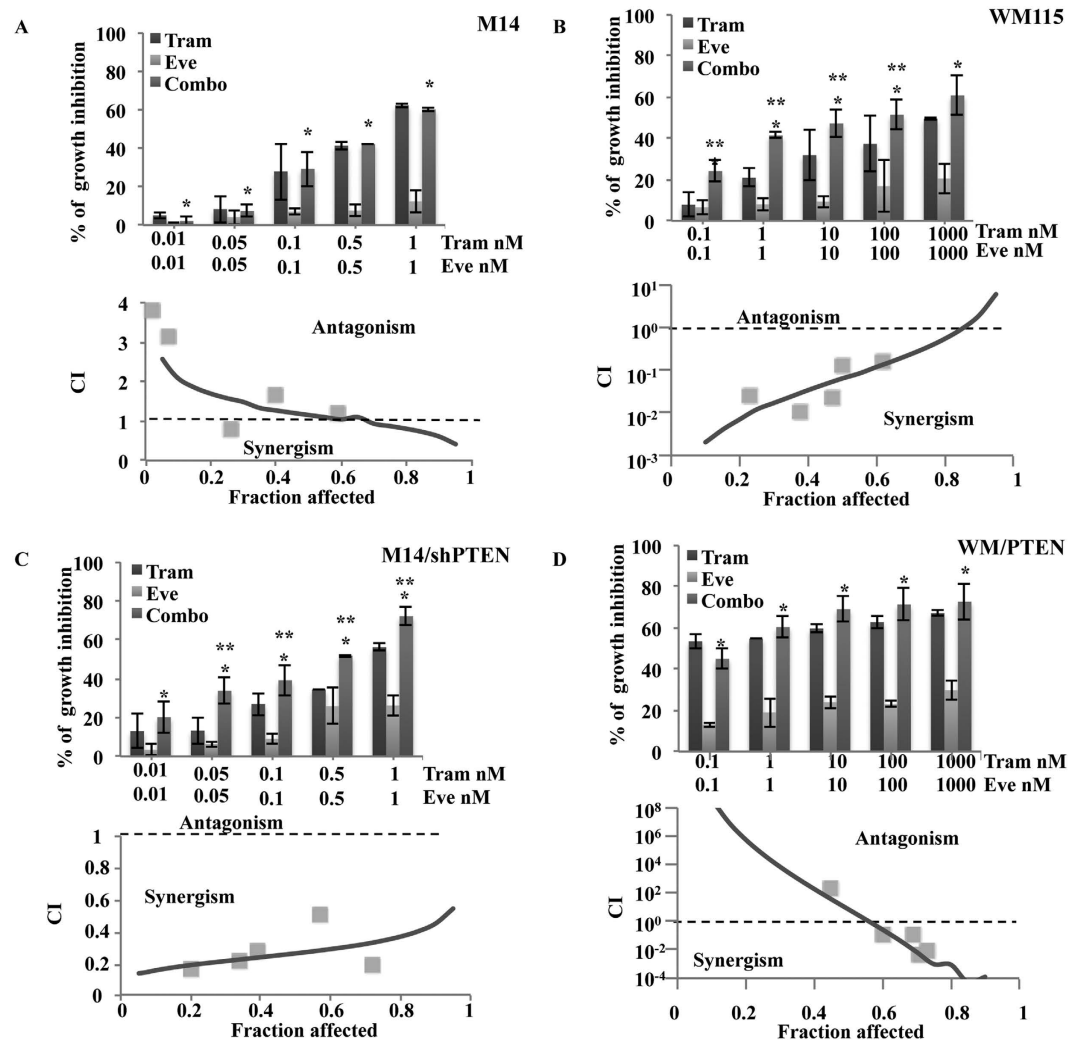 A
M14
100
80
60
40
20
0
% of growth inhibition
Tram
Eve
Combo
*
*
*
*
*
0.01 0.05 0.1 0.5 1 Tram nM
0.01 0.05 0.1 0.5 1 Eve nM
4
3
2
1
0
CI
Antagonism
Synergism
0 0.2 0.4 0.6 0.8 1
Fraction affected
B
WM115
100
80
60
40
20
0
% of growth inhibition
Tram
Eve
Combo
**
*
**
*
**
*
**
*
*
0.1 1 10 100 1000 Tram nM
0.1 1 10 100 1000 Eve nM
10^1
10^0
10^-1
10^-2
10^-3
CI
Antagonism
Synergism
0 0.2 0.4 0.6 0.8 1
Fraction affected
C
M14/shPTEN
100
80
60
40
20
0
% of growth inhibition
Tram
Eve
Combo
*
**
*
**
*
**
*
**
*
0.01 0.05 0.1 0.5 1 Tram nM
0.01 0.05 0.1 0.5 1 Eve nM
Antagonism
1
0.8
0.6
0.4
0.2
0
CI
Synergism
0 0.2 0.4 0.6 0.8 1
Fraction affected
D
WM/PTEN
100
80
60
40
20
0
% of growth inhibition
Tram
Eve
Combo
*
*
*
*
*
0.1 1 10 100 1000 Tram nM
0.1 1 10 100 1000 Eve nM
10^8
10^6
10^4
10^2
10^0
10^-2
10^-4
CI
Antagonism
Synergism
0 0.2 0.4 0.6 0.8 1
Fraction affected